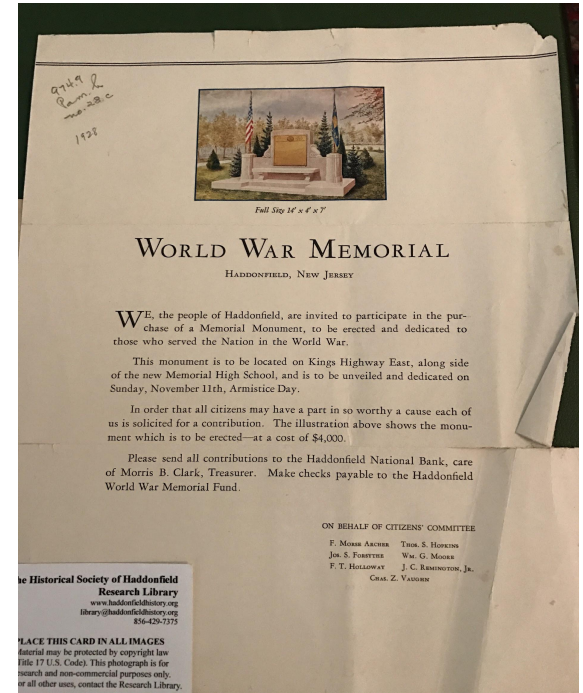 974.9
Pam. L
no. 28.c
1928
Full Size 14' x 4' x 7'
WORLD WAR MEMORIAL
HADDONFIELD, NEW JERSEY
WE, the people of Haddonfield, are invited to participate in the pur-
chase of a Memorial Monument, to be erected and dedicated to
those who served the Nation in the World War.
This monument is to be located on Kings Highway East, along side
of the new Memorial High School, and is to be unveiled and dedicated on
Sunday, November 11th, Armistice Day.
In order that all citizens may have a part in so worthy a cause each of
us is solicited for a contribution. The illustration above shows the monu-
ment which is to be erected—at a cost of $4,000.
Please send all contributions to the Haddonfield National Bank, care
of Morris B. Clark, Treasurer. Make checks payable to the Haddonfield
World War Memorial Fund.
ON BEHALF OF CITIZENS' COMMITTEE
F. MORSE ARCHER THOS. S. HOPKINS
JOS. S. FORSYTHE WM. G. MOORE
F. T. HOLLOWAY J. C. REMINGTON, JR.
CHAS. Z. VAUGHN
he Historical Society of Haddonfield
Research Library
www.haddonfieldhistory.org
library@haddonfieldhistory.org
856-429-7375
PLACE THIS CARD IN ALL IMAGES
Material may be protected by copyright law
Title 17 U.S. Code). This photograph is for
esearch and non-commercial purposes only.
or all other uses, contact the Research Library.